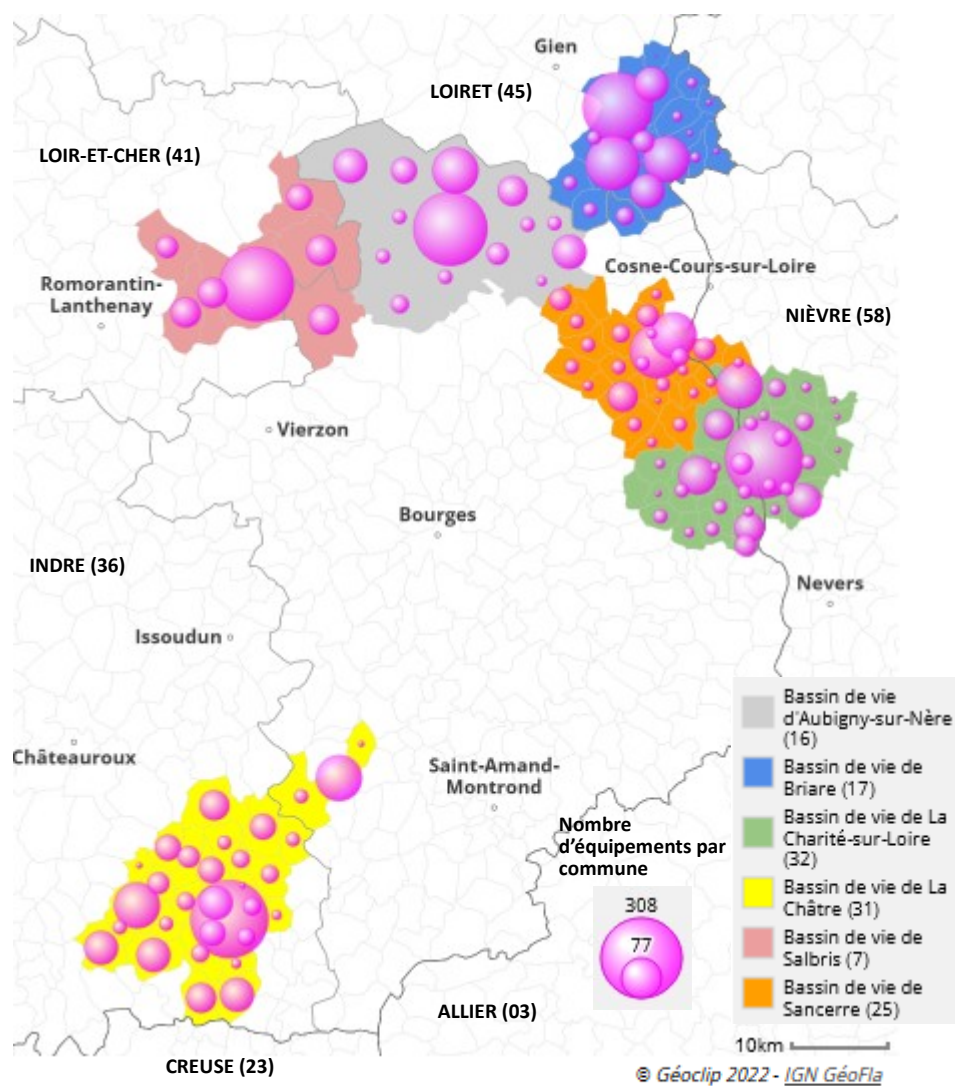 Gien
LOIRET (45)
LOIR-ET-CHER (41)
Cosne-Cours-sur-Loire
Romorantin-
Lanthenay
NIÈVRE (58)
Vierzon
Bourges
INDRE (36)
Nevers
Issoudun
Châteauroux
Saint-Amand-
Montrond
Nombre
d'équipements par
commune
308
77
Bassin de vie
d'Aubigny-sur-Nère
(16)
Bassin de vie de
Briare (17)
Bassin de vie de La
Charité-sur-Loire
(32)
Bassin de vie de La
Châtre (31)
Bassin de vie de
Salbris (7)
Bassin de vie de
Sancerre (25)
ALLIER (03)
CREUSE (23)
10km
© Géoclip 2022 - IGN GéoFla